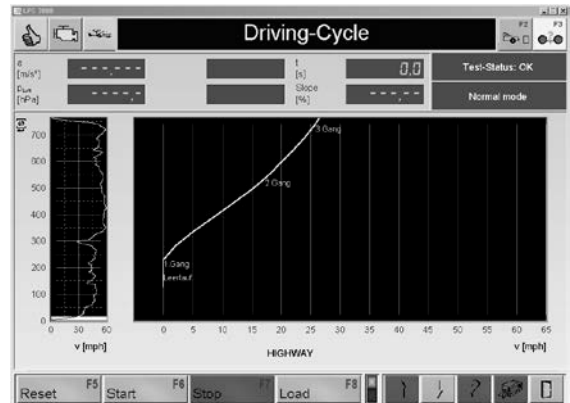 LPS 3000
Driving-Cycle
F2
F3
a
[m/s²]
- - - -.- - -
t
[s]
0,0
Test-Status: OK
[hPa]
- - - -,-
Slope
[%]
- - -,- -
Normal mode
t[s]
700
600
500
400
300
200
100
0
0 30 60
v [mph]
3.Gang
2.Gang
1.Gang
Leerlauf
0 5 10 15 20 25 30 35 40 45 50 55 60 65
HIGHWAY
v [mph]
Reset F5
Start F6
Stop F7
Load F8